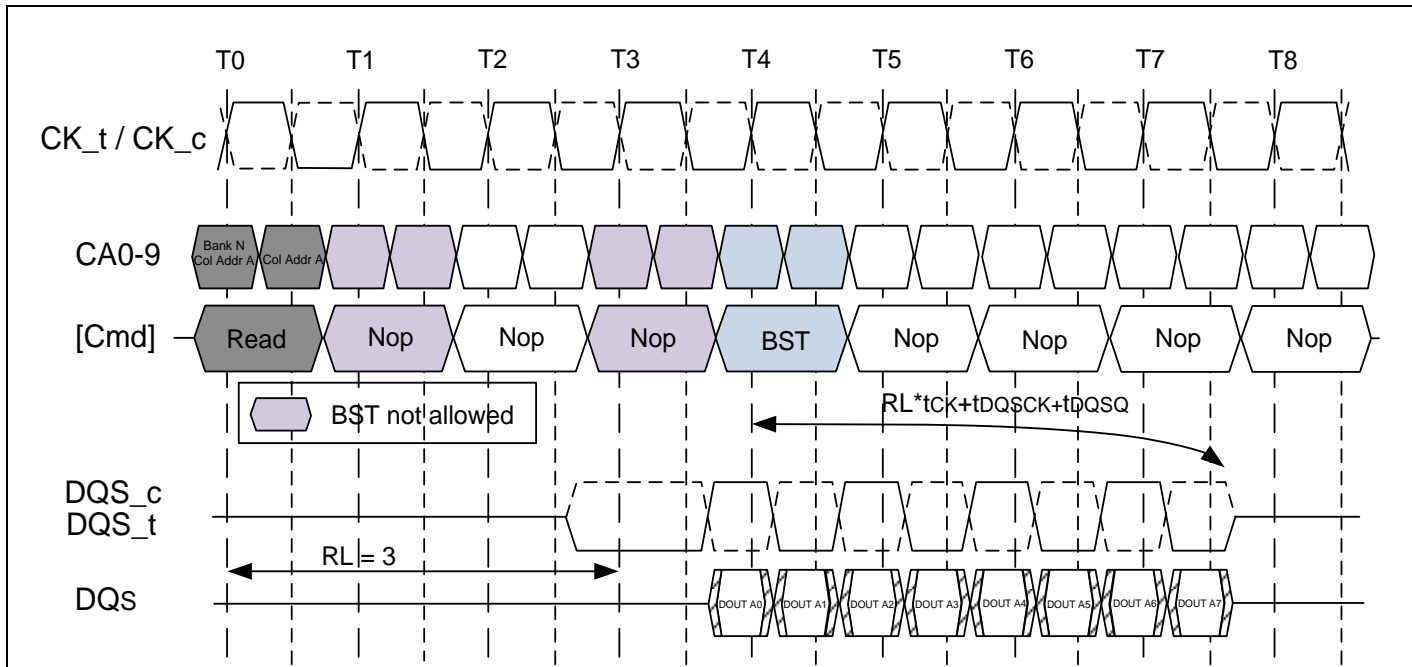 T0 T1 T2 T3 T4 T5 T6 T7 T8
CK_t / CK_c
CA0-9
Bank N
Col Addr A
Col Addr A
[Cmd]
Read Nop Nop Nop BST Nop Nop Nop Nop
BST not allowed
RL*tCK+tDQSCK+tDQSQ
DQS_c
DQS_t
RL = 3
DQs
DOUT A0 DOUT A1 DOUT A2 DOUT A3 DOUT A4 DOUT A5 DOUT A6 DOUT A7